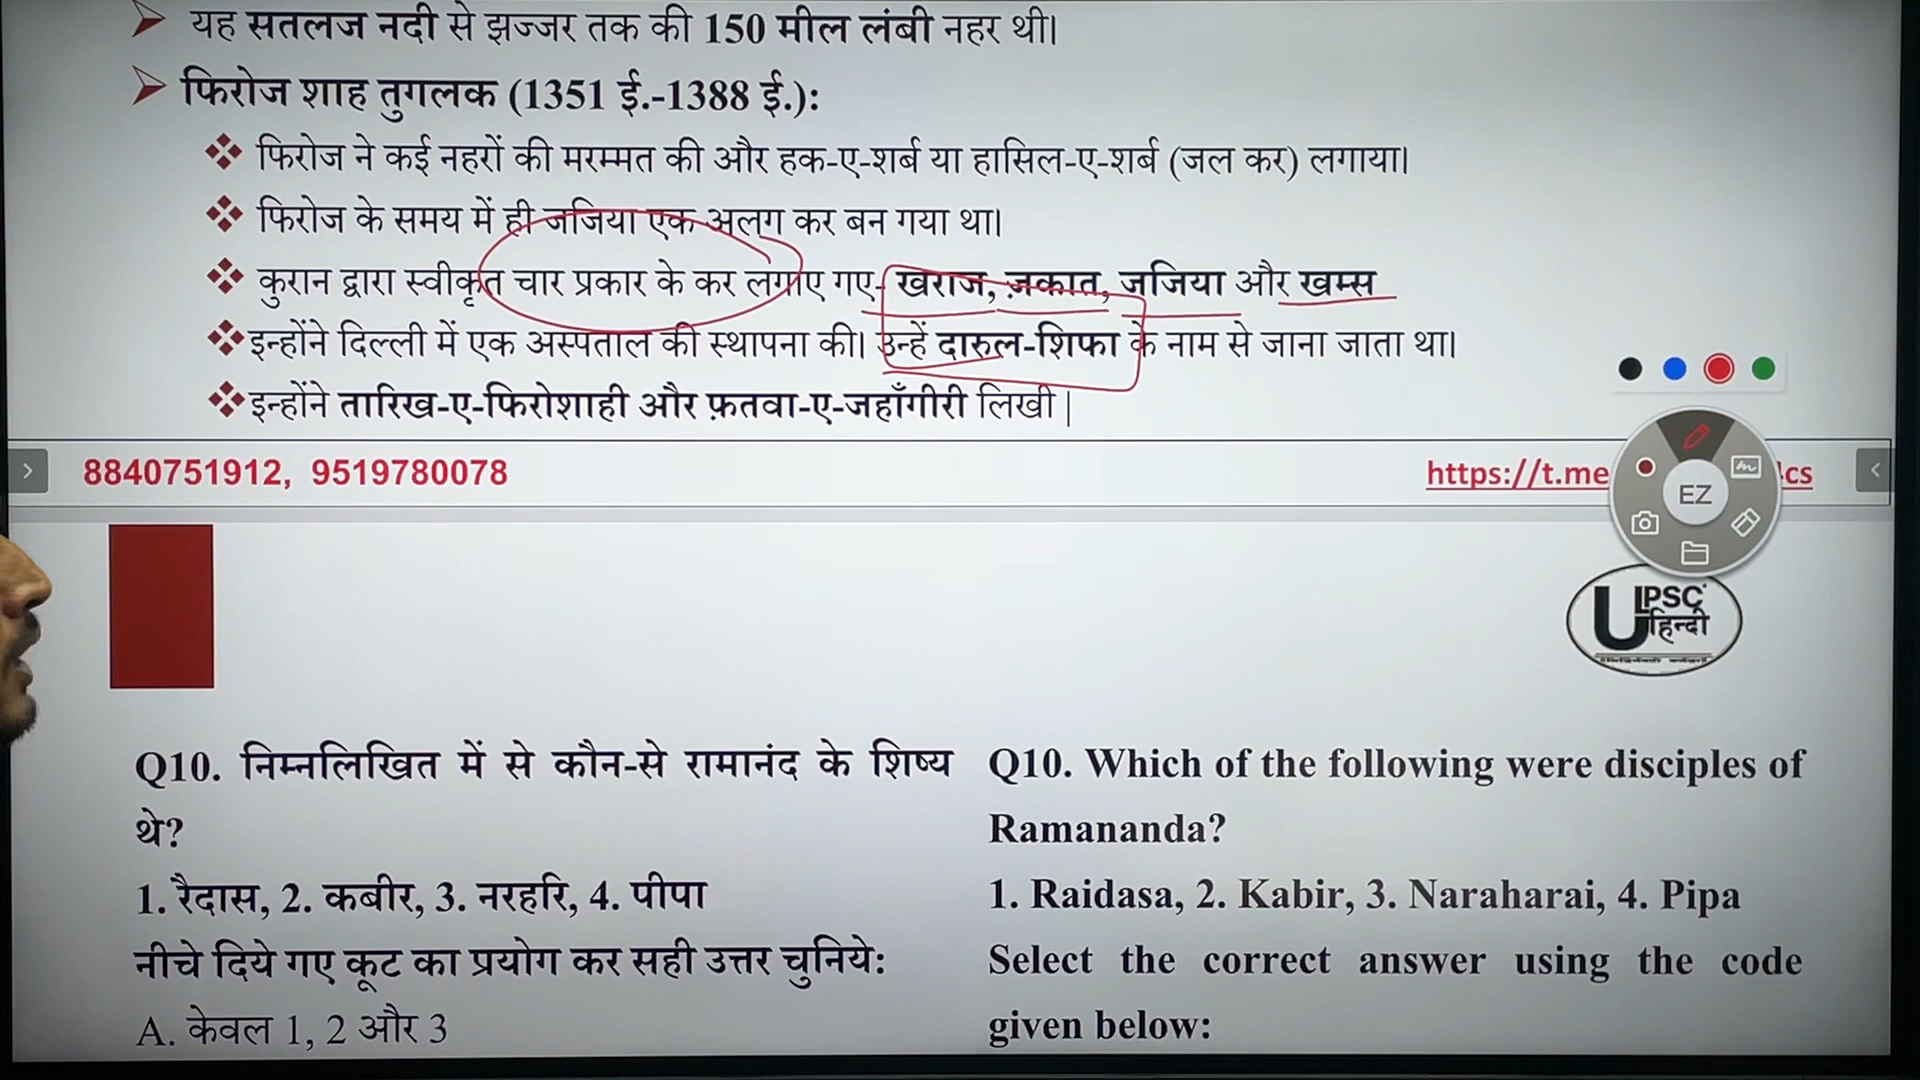 यह सतलज नदी से झज्जर तक की 150 मील लंबी नहर थी।
फिरोज शाह तुगलक (1351 ई.-1388 ई.):
फिरोज ने कई नहरों की मरम्मत की और हक-ए-शर्ब या हासिल-ए-शर्ब (जल कर) लगाया।
फिरोज के समय में ही जजिया एक अलग कर बन गया था।
कुरान द्वारा स्वीकृत चार प्रकार के कर लगाए गए- खराज, ज़कात, जजिया और खम्स
इन्होंने दिल्ली में एक अस्पताल की स्थापना की। उन्हें दारुल-शिफा के नाम से जाना जाता था।
इन्होंने तारिख-ए-फिरोशाही और फ़तवा-ए-जहाँगीरी लिखी |
8840751912, 9519780078
https://t.me
cs
EZ
UPSC
हिन्दी
Q10. निम्नलिखित में से कौन-से रामानंद के शिष्य
थे?
1. रैदास, 2. कबीर, 3. नरहरि, 4. पीपा
नीचे दिये गए कूट का प्रयोग कर सही उत्तर चुनिये:
A. केवल 1, 2 और 3
Q10. Which of the following were disciples of
Ramananda?
1. Raidasa, 2. Kabir, 3. Naraharai, 4. Pipa
Select the correct answer using the code
given below: